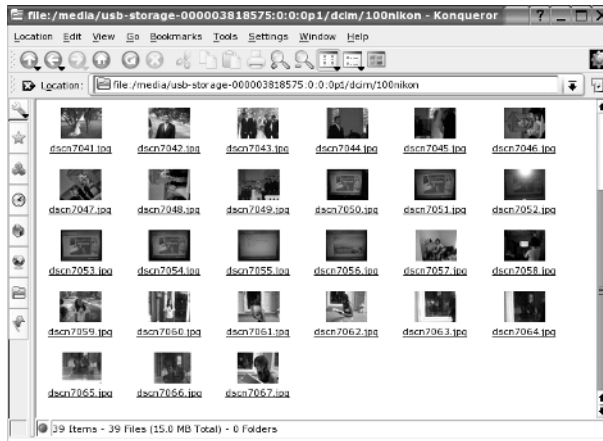 file:/media/usb-storage-000003818575:0:0:0p1/dcim/100nikon - Konqueror
Location Edit View Go Bookmarks Tools Settings Window Help
Location: file:/media/usb-storage-000003818575:0:0:0p1/dcim/100nikon
dscn7041.jpg dscn7042.jpg dscn7043.jpg dscn7044.jpg dscn7045.jpg dscn7046.jpg
dscn7047.jpg dscn7048.jpg dscn7049.jpg dscn7050.jpg dscn7051.jpg dscn7052.jpg
dscn7053.jpg dscn7054.jpg dscn7055.jpg dscn7056.jpg dscn7057.jpg dscn7058.jpg
dscn7059.jpg dscn7060.jpg dscn7061.jpg dscn7062.jpg dscn7063.jpg dscn7064.jpg
dscn7065.jpg dscn7066.jpg dscn7067.jpg
39 Items - 39 Files (15.0 MB Total) - 0 Folders